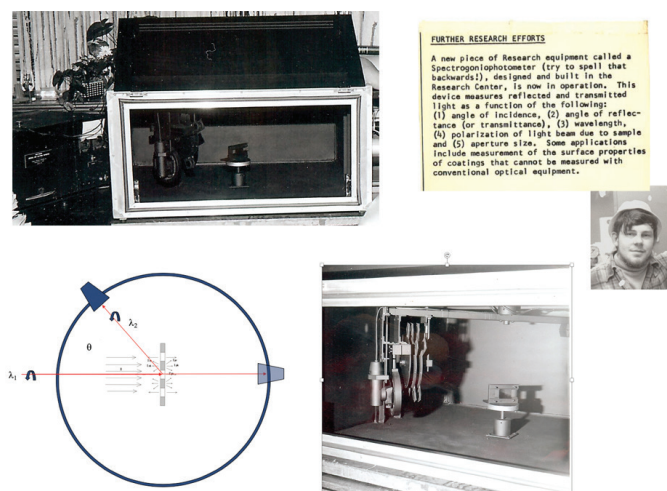 FURTHER RESEARCH EFFORTS
A new piece of Research equipment called a
Spectrogoniophotometer (try to spell that
backwards!), designed and built in the
Research Center, is now in operation. This
device measures reflected and transmitted
light as a function of the following:
(1) angle of incidence, (2) angle of reflec-
tance (or transmittance), (3) wavelength,
(4) polarization of light beam due to sample
and (5) aperture size. Some applications
include measurement of the surface properties
of coatings that cannot be measured with
conventional optical equipment.
λ2
θ
λ1